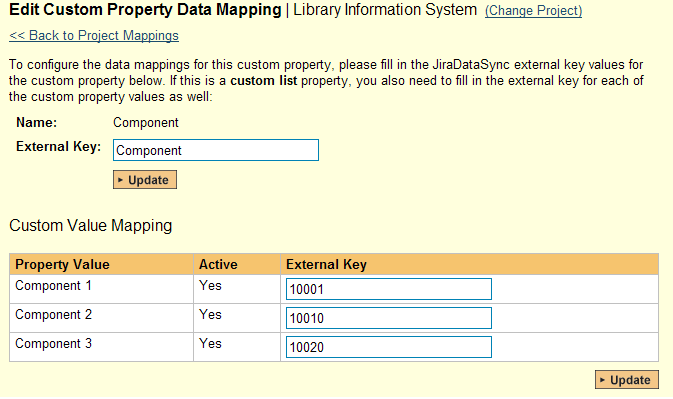 Edit Custom Property Data Mapping | Library Information System (Change Project)
<< Back to Project Mappings
To configure the data mappings for this custom property, please fill in the JiraDataSync external key values for
the custom property below. If this is a custom list property, you also need to fill in the external key for each of
the custom property values as well:
Name: Component
External Key: Component
Update
Custom Value Mapping
Property Value Active External Key
Component 1 Yes 10001
Component 2 Yes 10010
Component 3 Yes 10020
Update